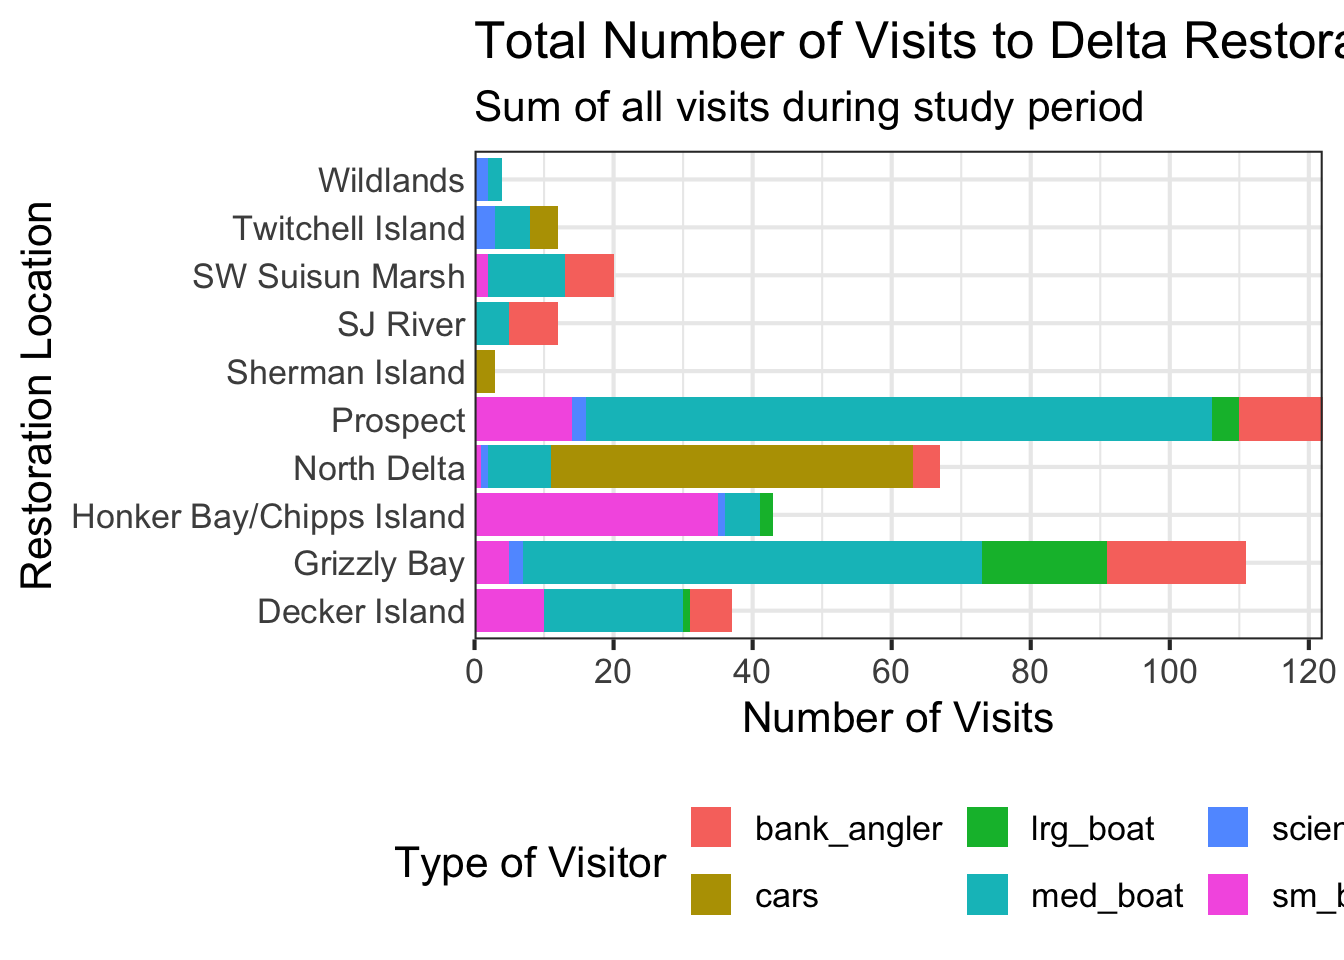 Total Number of Visits to Delta Restora
Sum of all visits during study period
Restoration Location
Wildlands
Twitchell Island
SW Suisun Marsh
SJ River
Sherman Island
Prospect
North Delta
Honker Bay/Chipps Island
Grizzly Bay
Decker Island
0 20 40 60 80 100 120
Number of Visits
Type of Visitor
bank_angler lrg_boat scien
cars med_boat sm_b